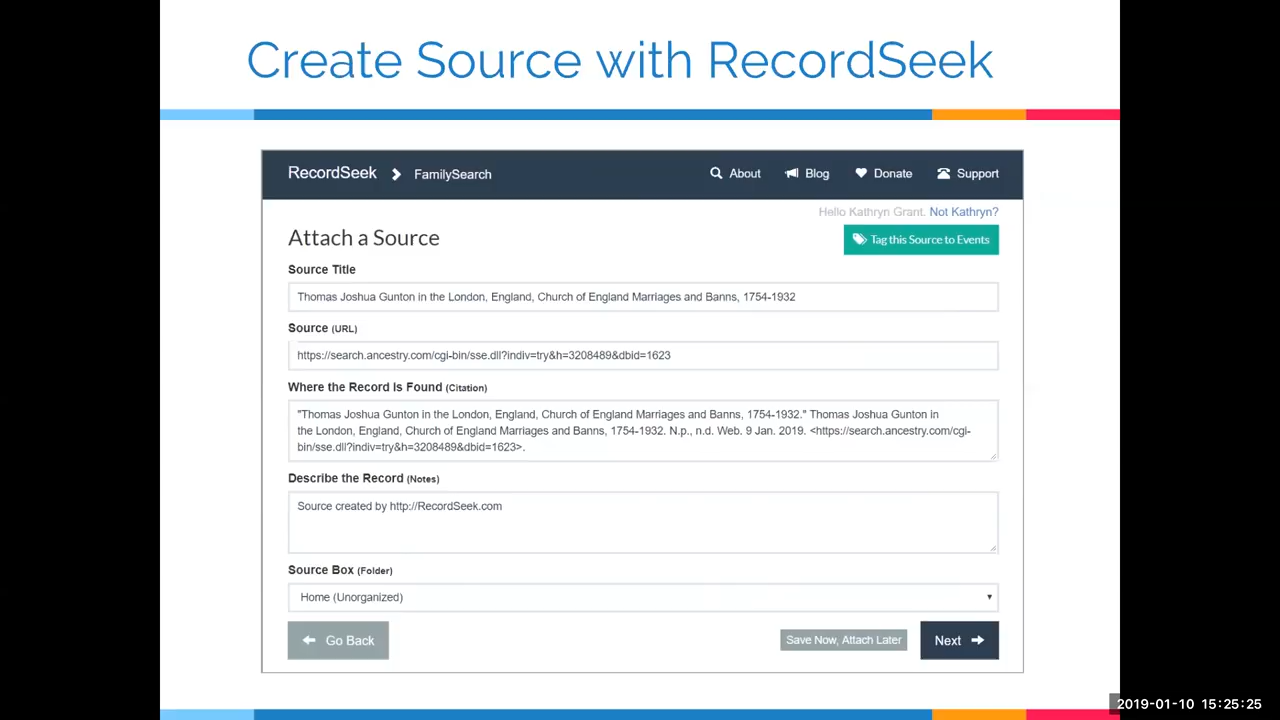 Create Source with RecordSeek
RecordSeek FamilySearch About Blog Donate Support
Hello Kathryn Grant. Not Kathryn?
Attach a Source
Tag this Source to Events
Source Title
Thomas Joshua Gunton in the London, England, Church of England Marriages and Banns, 1754-1932
Source (URL)
https://search.ancestry.com/cgi-bin/sse.dll?indiv=try&h=3208489&dbid=1623
Where the Record is Found (Citation)
"Thomas Joshua Gunton in the London, England, Church of England Marriages and Banns, 1754-1932." Thomas Joshua Gunton in
the London, England, Church of England Marriages and Banns, 1754-1932. N.p., n.d. Web. 9 Jan. 2019. <https://search.ancestry.com/cgi-
bin/sse.dll?indiv=try&h=3208489&dbid=1623>.
Describe the Record (Notes)
Source created by http://RecordSeek.com
Source Box (Folder)
Home (Unorganized)
Go Back
Save Now, Attach Later
Next
2019-01-10 15:25:25